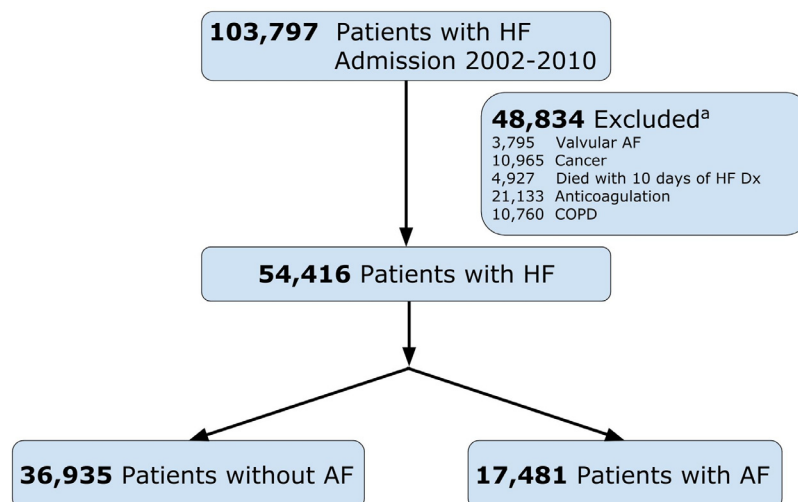 103,797 Patients with HF
Admission 2002-2010
48,834 Excludedᵃ
3,795 Valvular AF
10,965 Cancer
4,927 Died with 10 days of HF Dx
21,133 Anticoagulation
10,760 COPD
54,416 Patients with HF
36,935 Patients without AF
17,481 Patients with AF